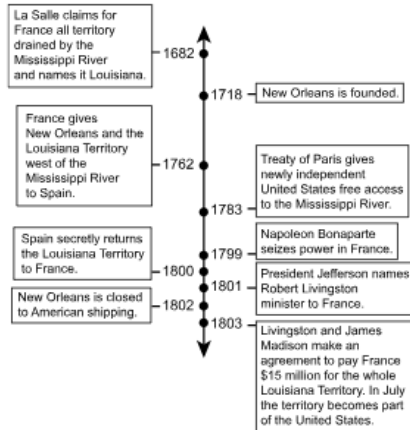 La Salle claims for
France all territory
drained by the
Mississippi River
and names it Louisiana.
1682
1718
New Orleans is founded.
France gives
New Orleans and the
Louisiana Territory
west of the
Mississippi River
to Spain.
1762
Treaty of Paris gives
newly independent
United States free access
to the Mississippi River.
1783
Napoleon Bonaparte
seizes power in France.
1799
Spain secretly returns
the Louisiana Territory
to France.
1800
1801
President Jefferson names
Robert Livingston
minister to France.
New Orleans is closed
to American shipping.
1802
1803
Livingston and James
Madison make an
agreement to pay France
$15 million for the whole
Louisiana Territory. In July
the territory becomes part
of the United States.